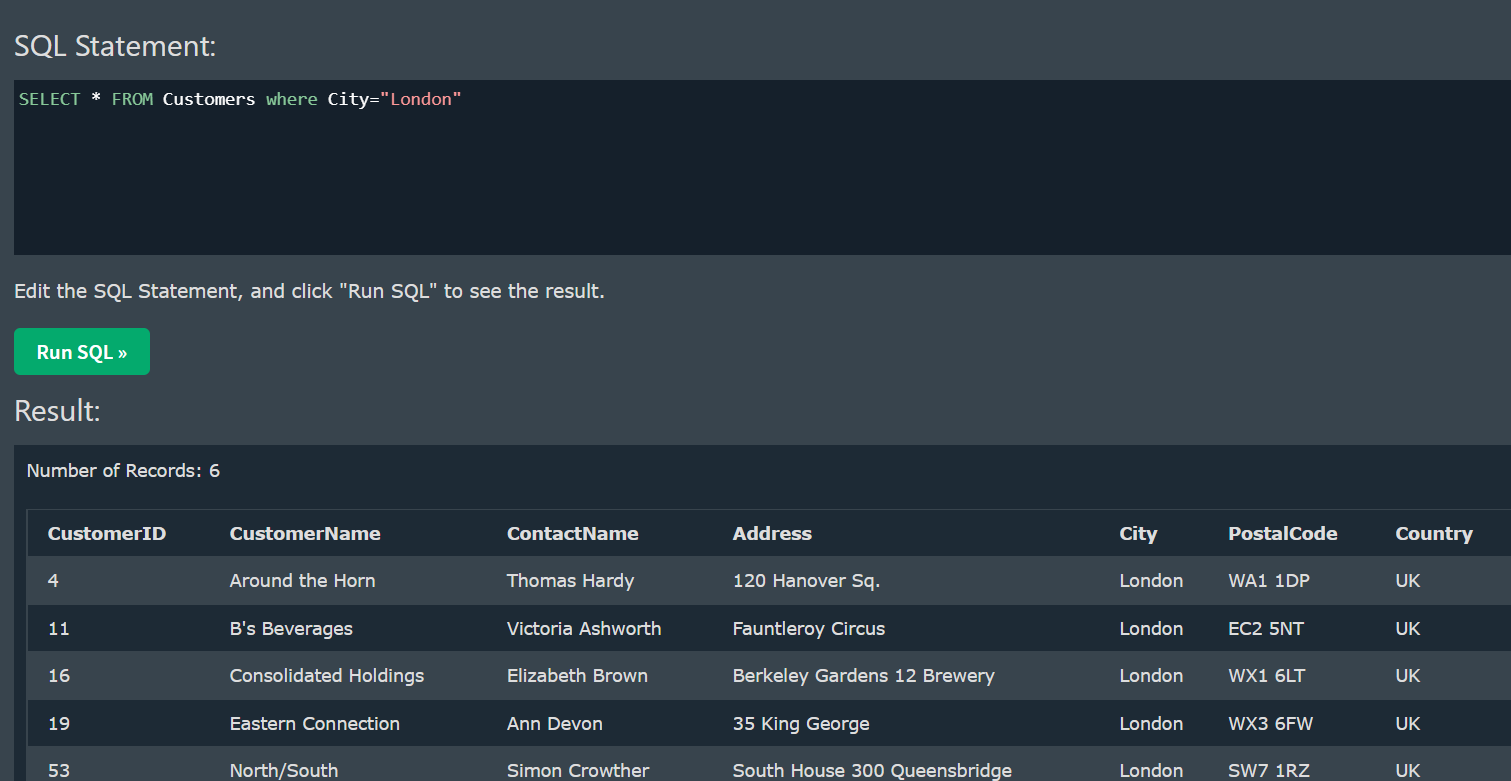 SQL Statement:
SELECT * FROM Customers where City="London"
Edit the SQL Statement, and click "Run SQL" to see the result.
Run SQL »
Result:
Number of Records: 6
CustomerID CustomerName ContactName Address City PostalCode Country
4 Around the Horn Thomas Hardy 120 Hanover Sq. London WA1 1DP UK
11 B's Beverages Victoria Ashworth Fauntleroy Circus London EC2 5NT UK
16 Consolidated Holdings Elizabeth Brown Berkeley Gardens 12 Brewery London WX1 6LT UK
19 Eastern Connection Ann Devon 35 King George London WX3 6FW UK
53 North/South Simon Crowther South House 300 Queensbridge London SW7 1RZ UK